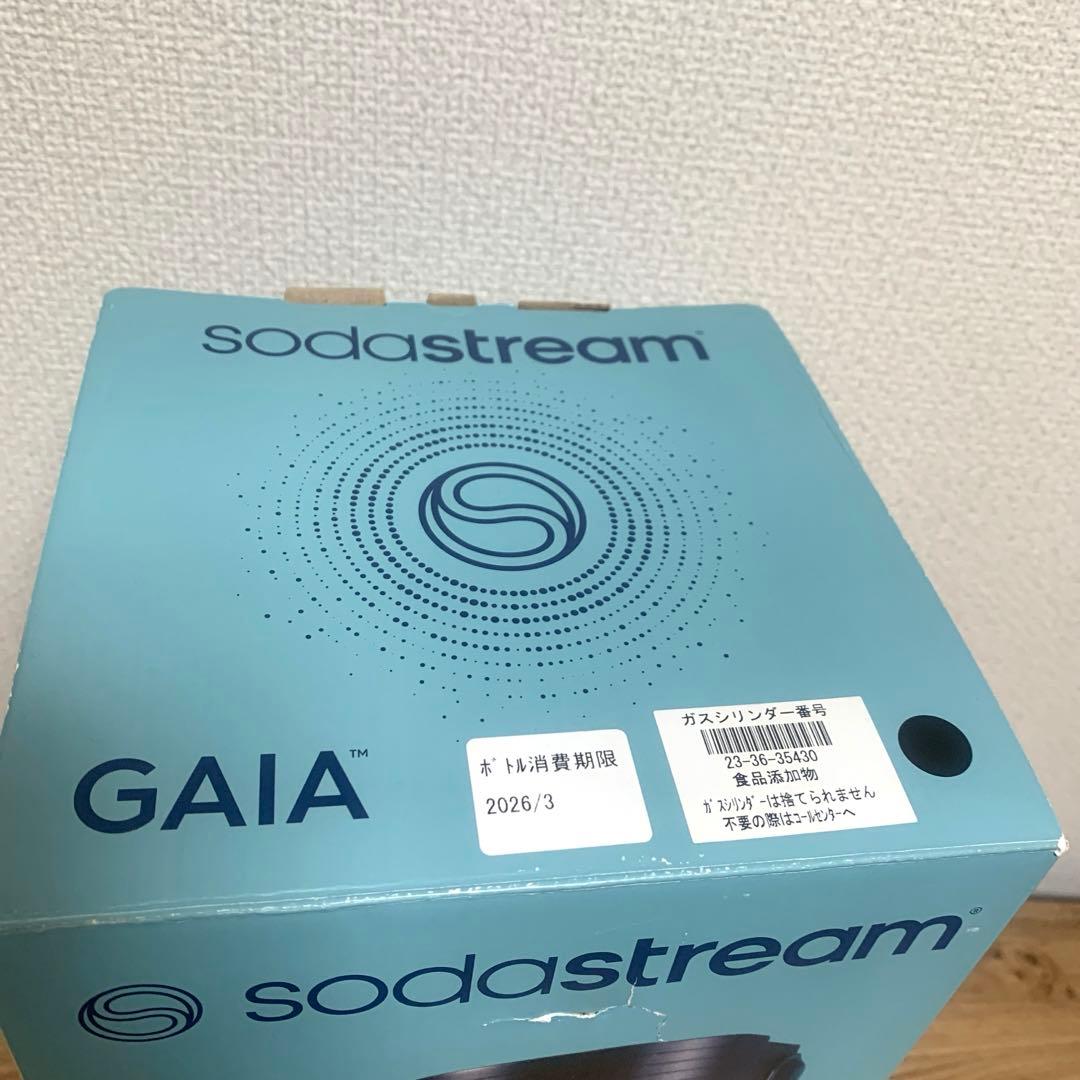 sodastream
GAIA™
ﾎﾞﾄﾙ消費期限
2026/3
ガスシリンダー番号
23-36-35430
食品添加物
ｶﾞｽｼﾘﾝﾀﾞｰは捨てられません
不要の際はｺｰﾙｾﾝﾀｰへ
sodastream®